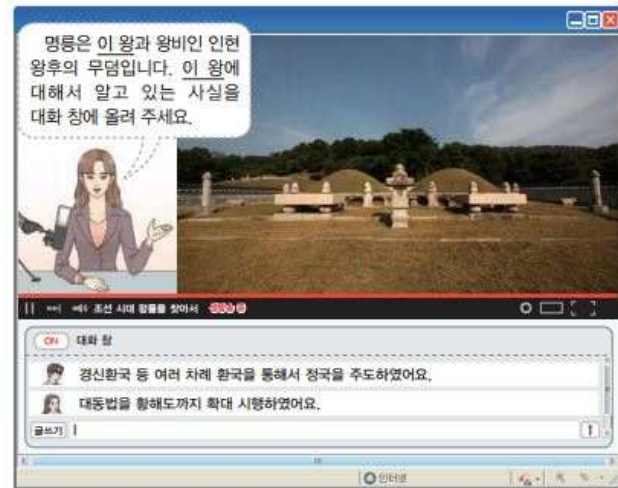 명릉은 이 왕과 왕비인 인현
왕후의 무덤입니다. 이 왕에
대해서 알고 있는 사실을
대화 창에 올려 주세요.
조선 시대 왕릉을 찾아서
ON 대화 창
경신환국 등 여러 차례 환국을 통해서 정국을 주도하였어요.
대동법을 황해도까지 확대 시행하였어요.
글쓰기
인터넷